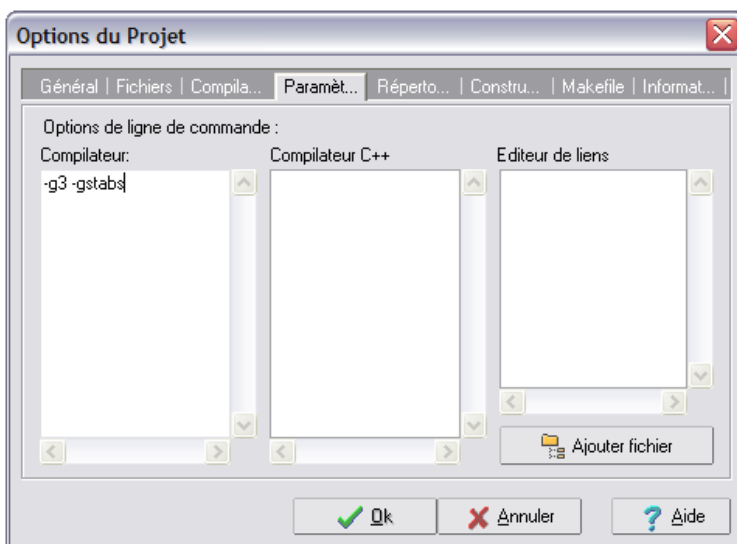 Options du Projet
Général | Fichiers | Compila... Paramèt... Réperto... | Constru... | Makefile | Informat... |
Options de ligne de commande :
Compilateur: Compilateur C++ Editeur de liens
-g3 -gstabs
Ajouter fichier
Ok Annuler Aide